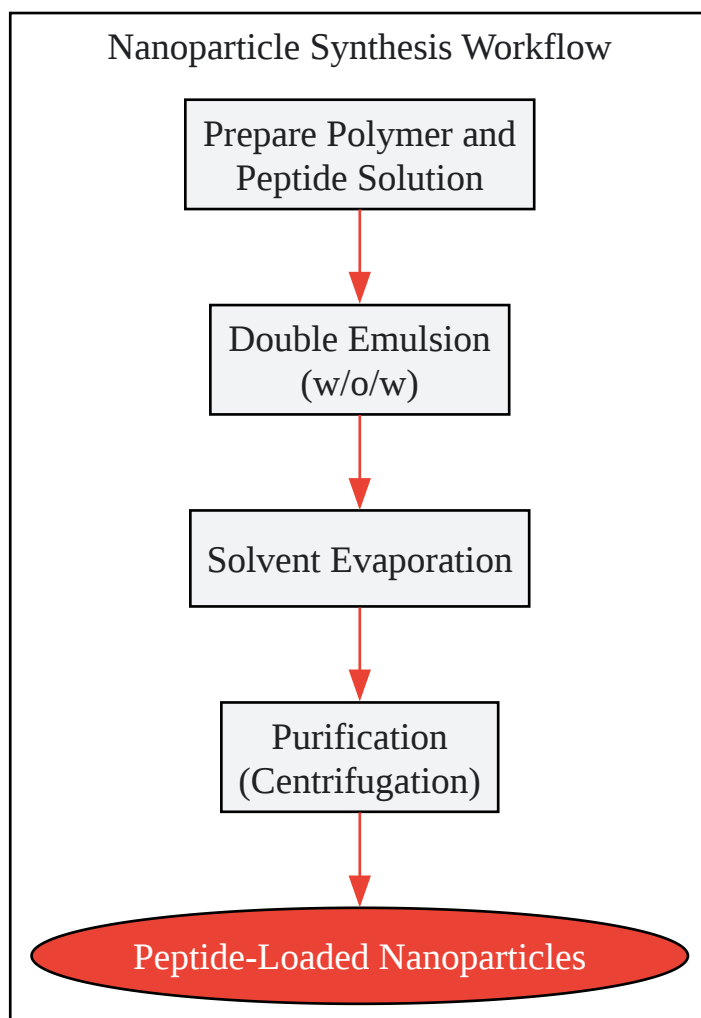 Nanoparticle Synthesis Workflow
Prepare Polymer and
Peptide Solution
Double Emulsion
(w/o/w)
Solvent Evaporation
Purification
(Centrifugation)
Peptide-Loaded Nanoparticles